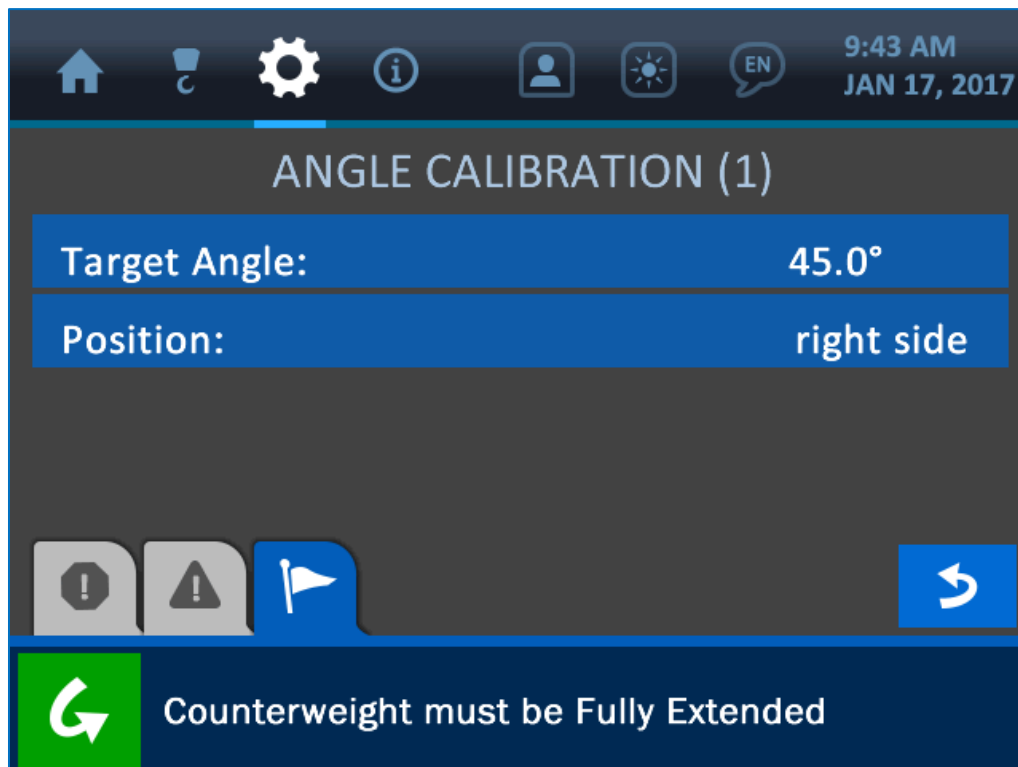 EN
9:43 AM
JAN 17, 2017
ANGLE CALIBRATION (1)
Target Angle: 45.0°
Position: right side
Counterweight must be Fully Extended